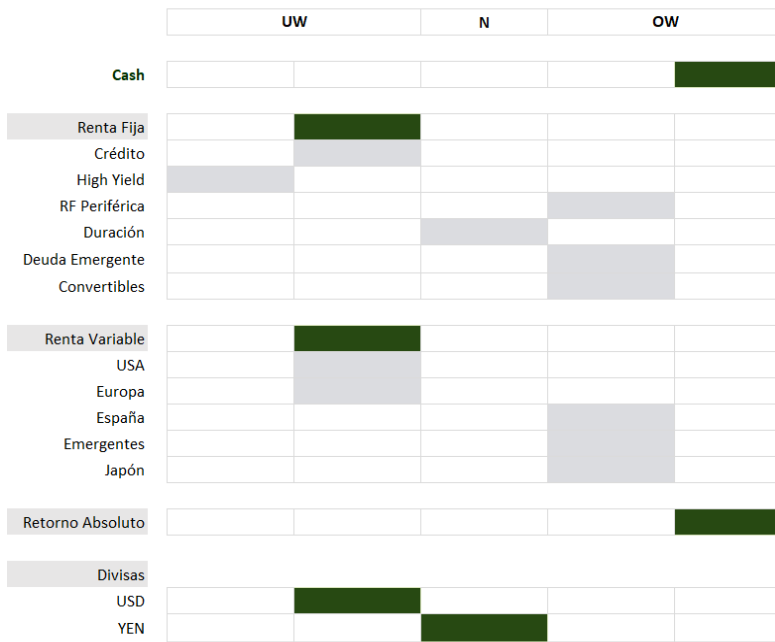 UW N OW
Cash
Renta Fija
Crédito
High Yield
RF Periférica
Duración
Deuda Emergente
Convertibles
Renta Variable
USA
Europa
España
Emergentes
Japón
Retorno Absoluto
Divisas
USD
YEN